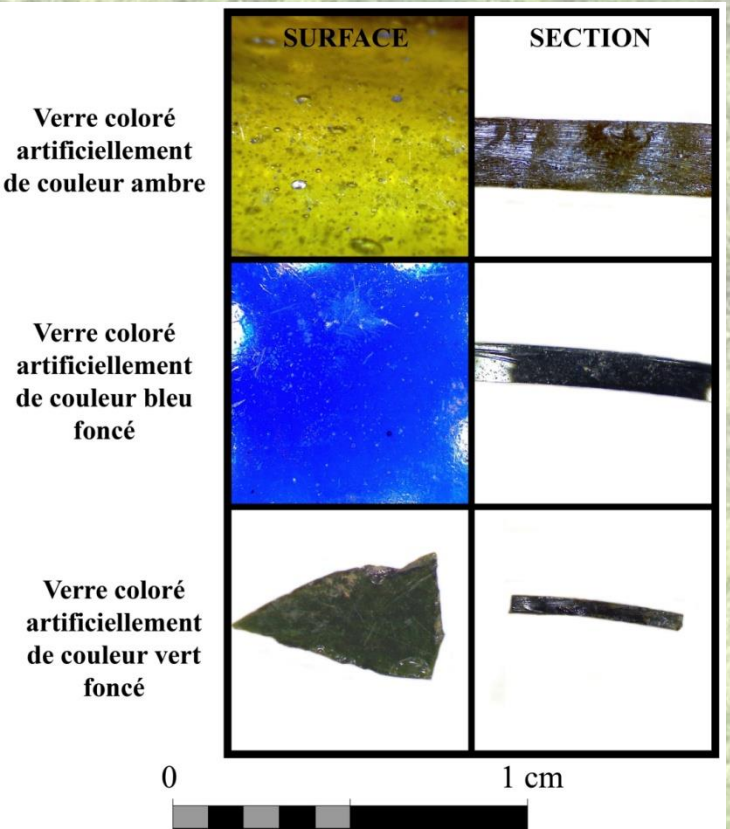 SURFACE
SECTION
Verre coloré
artificiellement
de couleur ambre
Verre coloré
artificiellement
de couleur bleu
foncé
Verre coloré
artificiellement
de couleur vert
foncé
0
1 cm